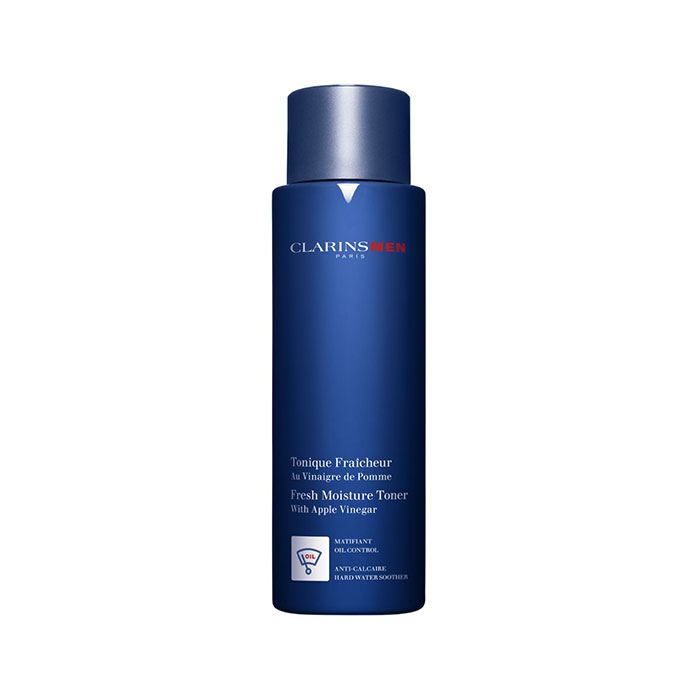 CLARINSMEN
PARIS
Tonique Fraîcheur
Au Vinaigre de Pomme
Fresh Moisture Toner
With Apple Vinegar
OIL
MATIFIANT
OIL CONTROL
ANTI-CALCAIRE
HARD WATER SOOTHER